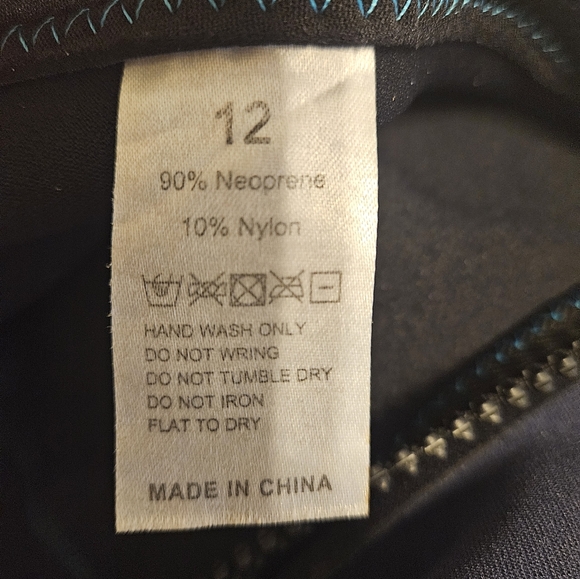 12
90% Neoprene
10% Nylon
HAND WASH ONLY
DO NOT WRING
DO NOT TUMBLE DRY
DO NOT IRON
FLAT TO DRY
MADE IN CHINA